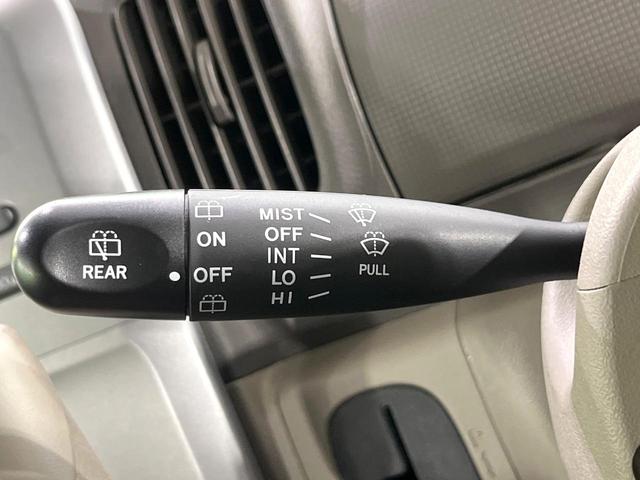 REAR
ON
OFF
MIST
OFF
INT
LO
HI
PULL